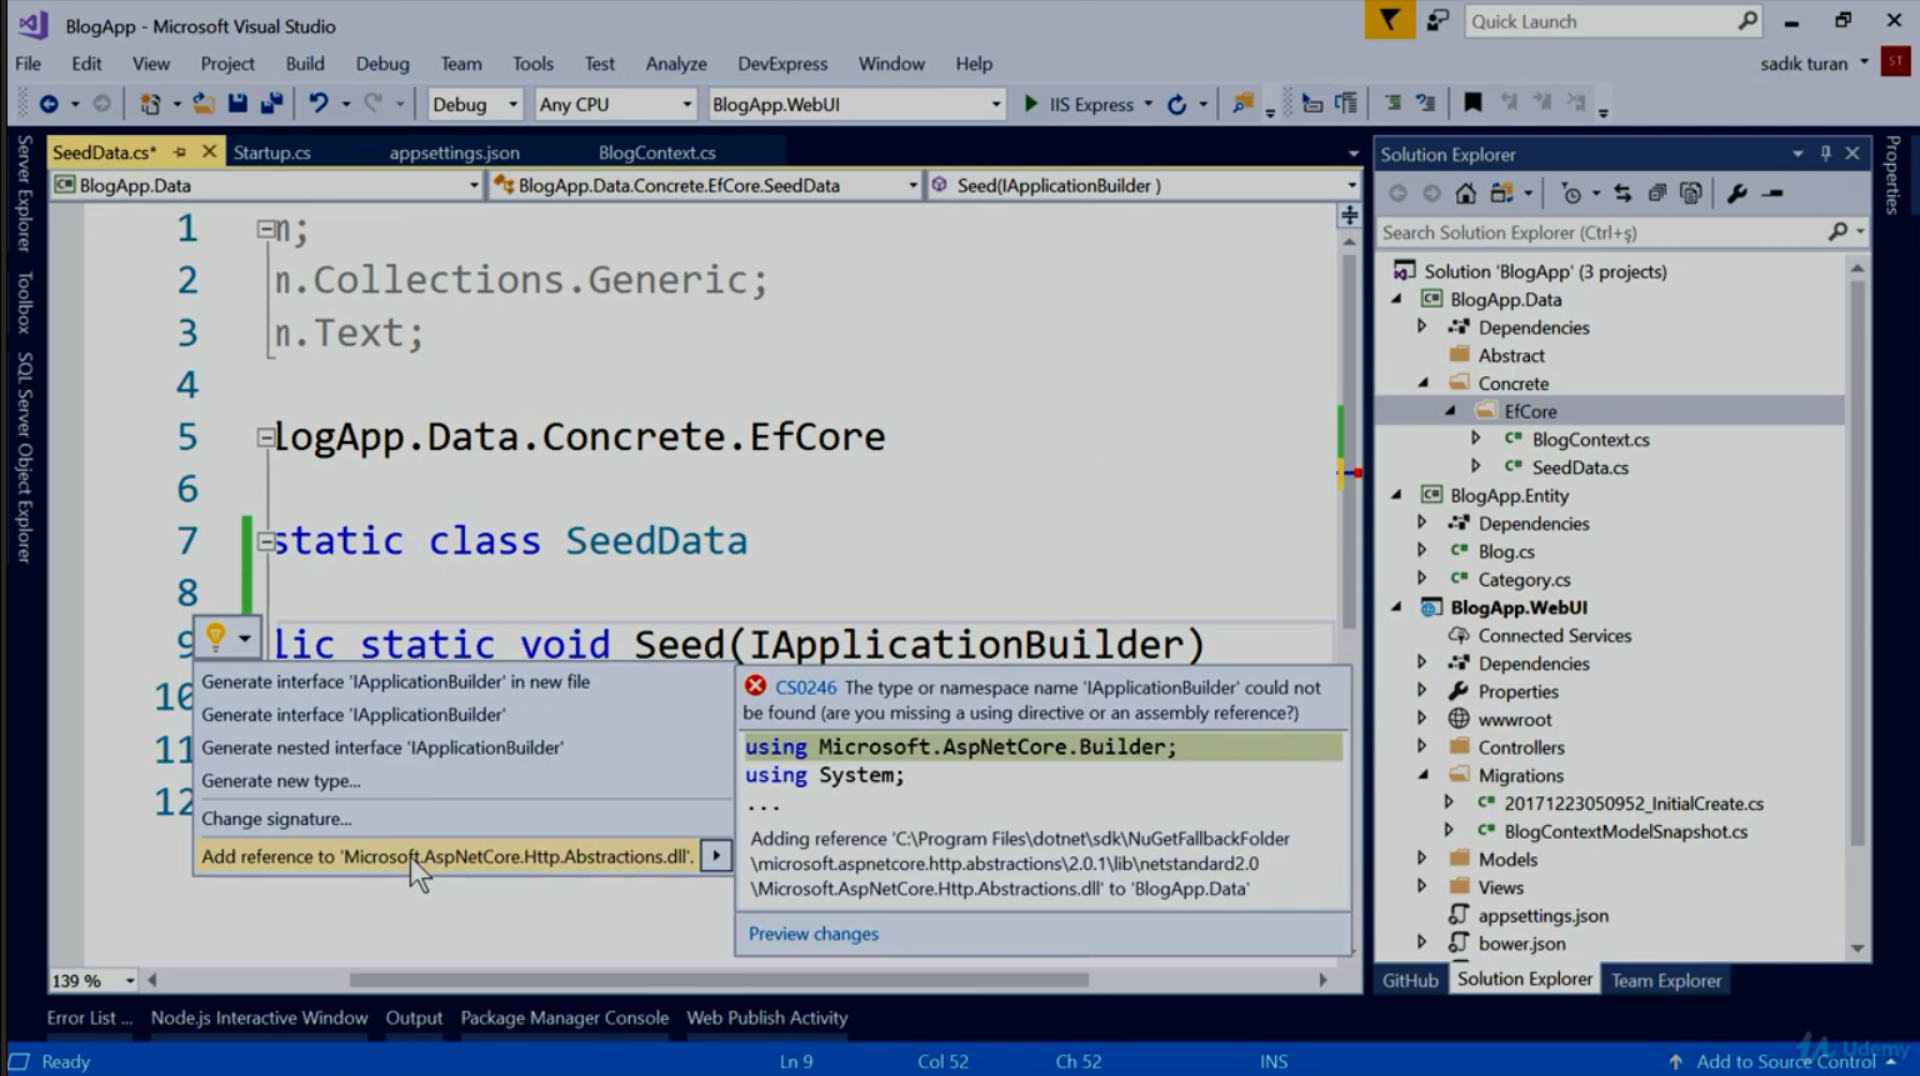 BlogApp - Microsoft Visual Studio
Quick Launch
File Edit View Project Build Debug Team Tools Test Analyze DevExpress Window Help
sadık turan
ST
Debug
Any CPU
BlogApp.WebUI
IIS Express
SeedData.cs*
Startup.cs
appsettings.json
BlogContext.cs
BlogApp.Data
BlogApp.Data.Concrete.EfCore.SeedData
Seed(IApplicationBuilder )
Server Explorer
Toolbox
SQL Server Object Explorer
1 n;
2 m.Collections.Generic;
3 m.Text;
4
5 logApp.Data.Concrete.EfCore
6
7 static class SeedData
8
9 lic static void Seed(IApplicationBuilder)
10
11
12
Generate interface 'IApplicationBuilder' in new file
Generate interface 'IApplicationBuilder'
Generate nested interface 'IApplicationBuilder'
Generate new type...
Change signature...
Add reference to 'Microsoft.AspNetCore.Http.Abstractions.dll'.
CS0246 The type or namespace name 'IApplicationBuilder' could not
be found (are you missing a using directive or an assembly reference?)
using Microsoft.AspNetCore.Builder;
using System;
...
Adding reference 'C:\Program Files\dotnet\sdk\NuGetFallbackFolder
\microsoft.aspnetcore.http.abstractions\2.0.1\lib\netstandard2.0
\Microsoft.AspNetCore.Http.Abstractions.dll' to 'BlogApp.Data'
Preview changes
139 %
Solution Explorer
Search Solution Explorer (Ctrl+ş)
Solution 'BlogApp' (3 projects)
BlogApp.Data
Dependencies
Abstract
Concrete
EfCore
BlogContext.cs
SeedData.cs
BlogApp.Entity
Dependencies
Blog.cs
Category.cs
BlogApp.WebUI
Connected Services
Dependencies
Properties
wwwroot
Controllers
Migrations
20171223050952_InitialCreate.cs
BlogContextModelSnapshot.cs
Models
Views
appsettings.json
bower.json
GitHub
Solution Explorer
Team Explorer
Properties
Error List ...
Node.js Interactive Window
Output
Package Manager Console
Web Publish Activity
Ready
Ln 9
Col 52
Ch 52
INS
Add to Source Control
Udemy